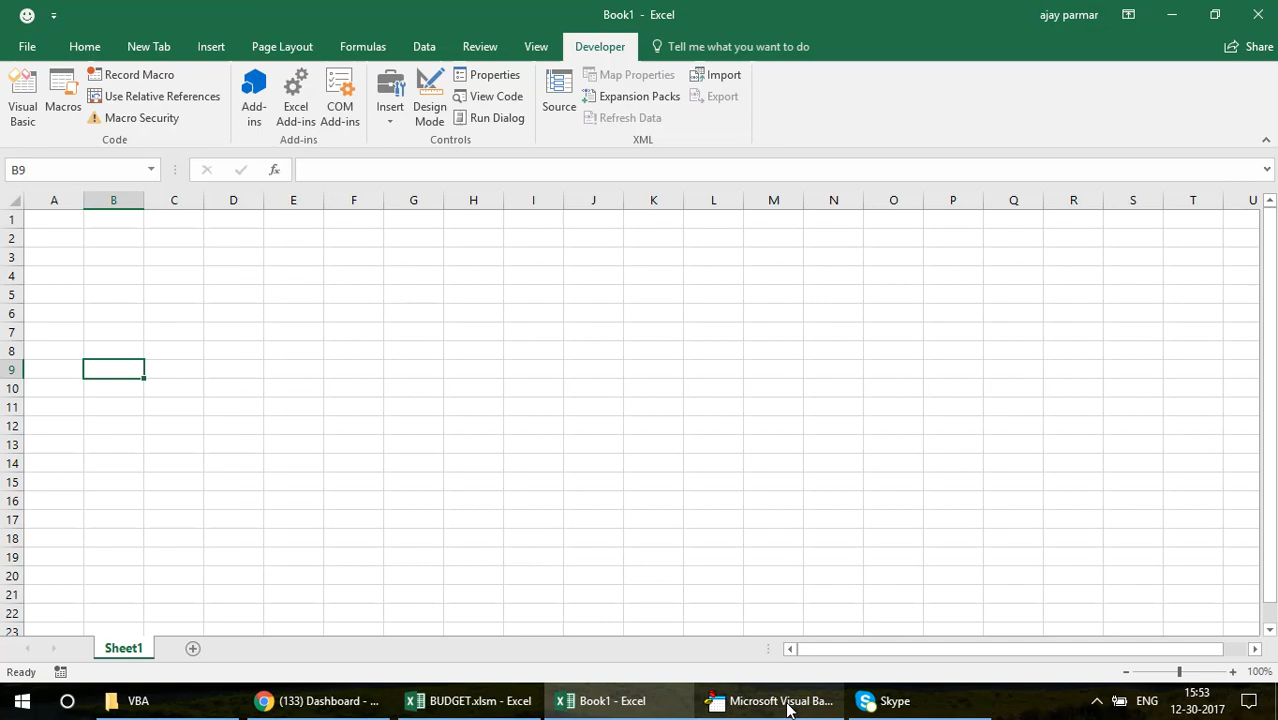 Book1 - Excel
ajay parmar
File Home New Tab Insert Page Layout Formulas Data Review View Developer Tell me what you want to do Share
Visual Basic
Macros
Record Macro
Use Relative References
Macro Security
Code
Add-ins
Excel Add-ins
COM Add-ins
Add-ins
Insert
Design Mode
Properties
View Code
Run Dialog
Controls
Source
Map Properties
Expansion Packs
Refresh Data
Import
Export
XML
B9
fx
A B C D E F G H I J K L M N O P Q R S T U
1
2
3
4
5
6
7
8
9
10
11
12
13
14
15
16
17
18
19
20
21
22
23
Sheet1
Ready
100%
VBA
(133) Dashboard - ...
BUDGET.xlsm - Excel
Book1 - Excel
Microsoft Visual Ba...
Skype
ENG
15:53
12-30-2017